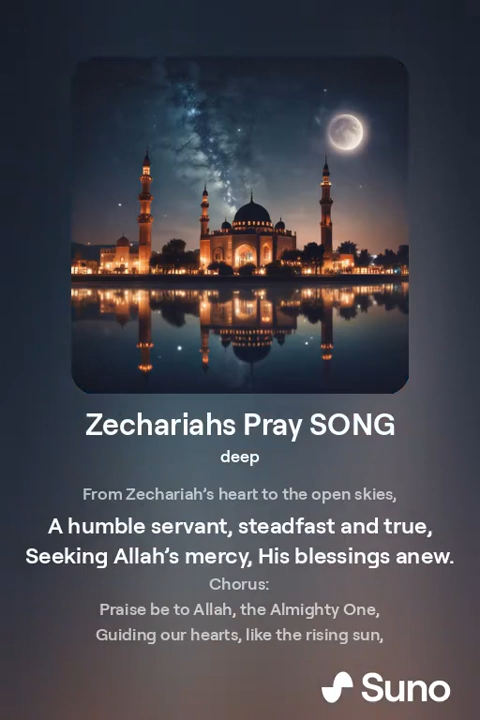 Zechariahs Pray SONG
deep
From Zechariah’s heart to the open skies,
A humble servant, steadfast and true,
Seeking Allah’s mercy, His blessings anew.
Chorus:
Praise be to Allah, the Almighty One,
Guiding our hearts, like the rising sun,
Suno